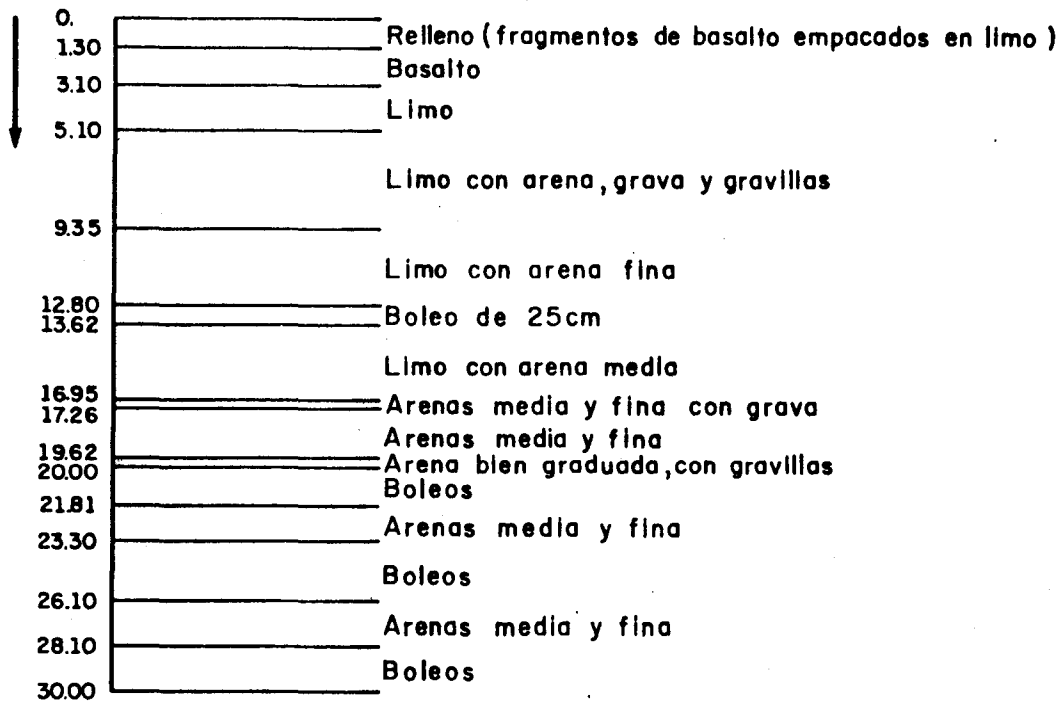 0.
Relleno (fragmentos de basalto empacados en limo )
1.30
Basalto
3.10
Limo
5.10
Limo con arena, grava y gravillas
9.35
Limo con arena fina
12.80
Boleo de 25cm
13.62
Limo con arena media
16.95
Arenas media y fina con grava
17.26
Arenas media y fina
19.62
Arena bien graduada, con gravillas
20.00
Boleos
21.81
Arenas media y fina
23.30
Boleos
26.10
Arenas media y fina
28.10
Boleos
30.00